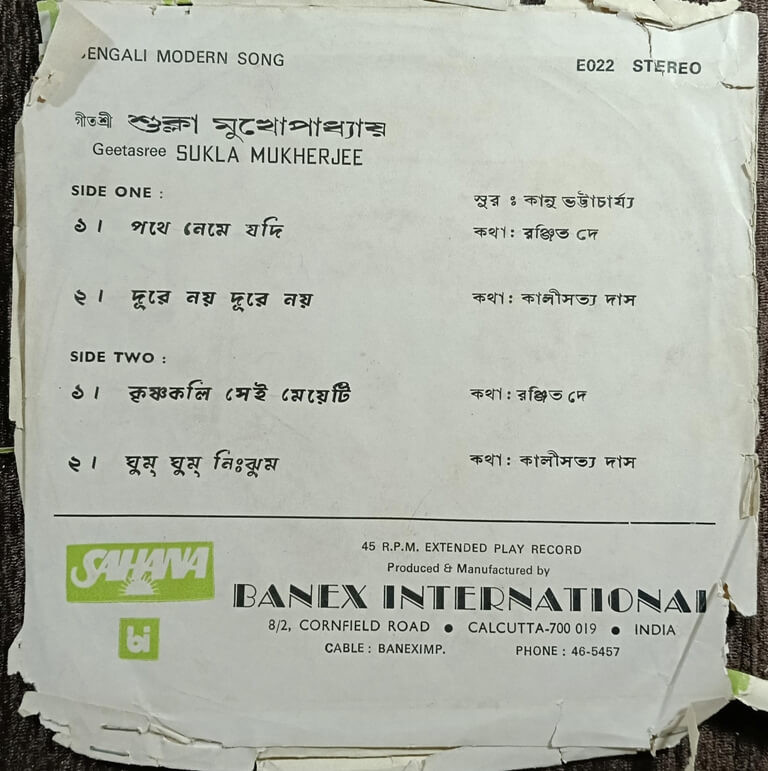 ENGALI MODERN SONG
E022 STEREO
গীতশ্রী শুক্লা মুখোপাধ্যায়
Geetasree SUKLA MUKHERJEE
SIDE ONE :
সুর : কানু ভট্টাচার্য্য
১। পথে নেমে যদি
কথা : রঞ্জিত দে
২। দূরে নয় দূরে নয়
কথা : কালীসত্য দাস
SIDE TWO :
১। কৃষ্ণকলি সেই মেয়েটি
কথা : রঞ্জিত দে
২। ঘুম্ ঘুম্ নিঃঝুম
কথা : কালীসত্য দাস
SAHANA
bi
45 R.P.M. EXTENDED PLAY RECORD
Produced & Manufactured by
BANEX INTERNATIONAL
8/2, CORNFIELD ROAD ● CALCUTTA-700 019 ● INDIA
CABLE : BANEXIMP. PHONE : 46-5457